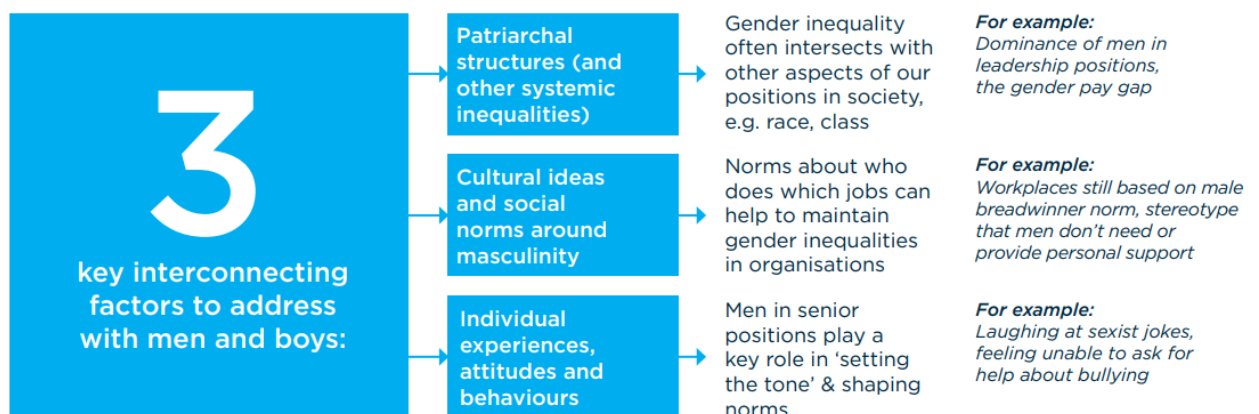 3
key interconnecting
factors to address
with men and boys:
Patriarchal
structures (and
other systemic
inequalities)
Gender inequality
often intersects with
other aspects of our
positions in society,
e.g. race, class
For example:
Dominance of men in
leadership positions,
the gender pay gap
Cultural ideas
and social
norms around
masculinity
Norms about who
does which jobs can
help to maintain
gender inequalities
in organisations
For example:
Workplaces still based on male
breadwinner norm, stereotype
that men don't need or
provide personal support
Individual
experiences,
attitudes and
behaviours
Men in senior
positions play a
key role in ‘setting
the tone’ & shaping
norms
For example:
Laughing at sexist jokes,
feeling unable to ask for
help about bullying